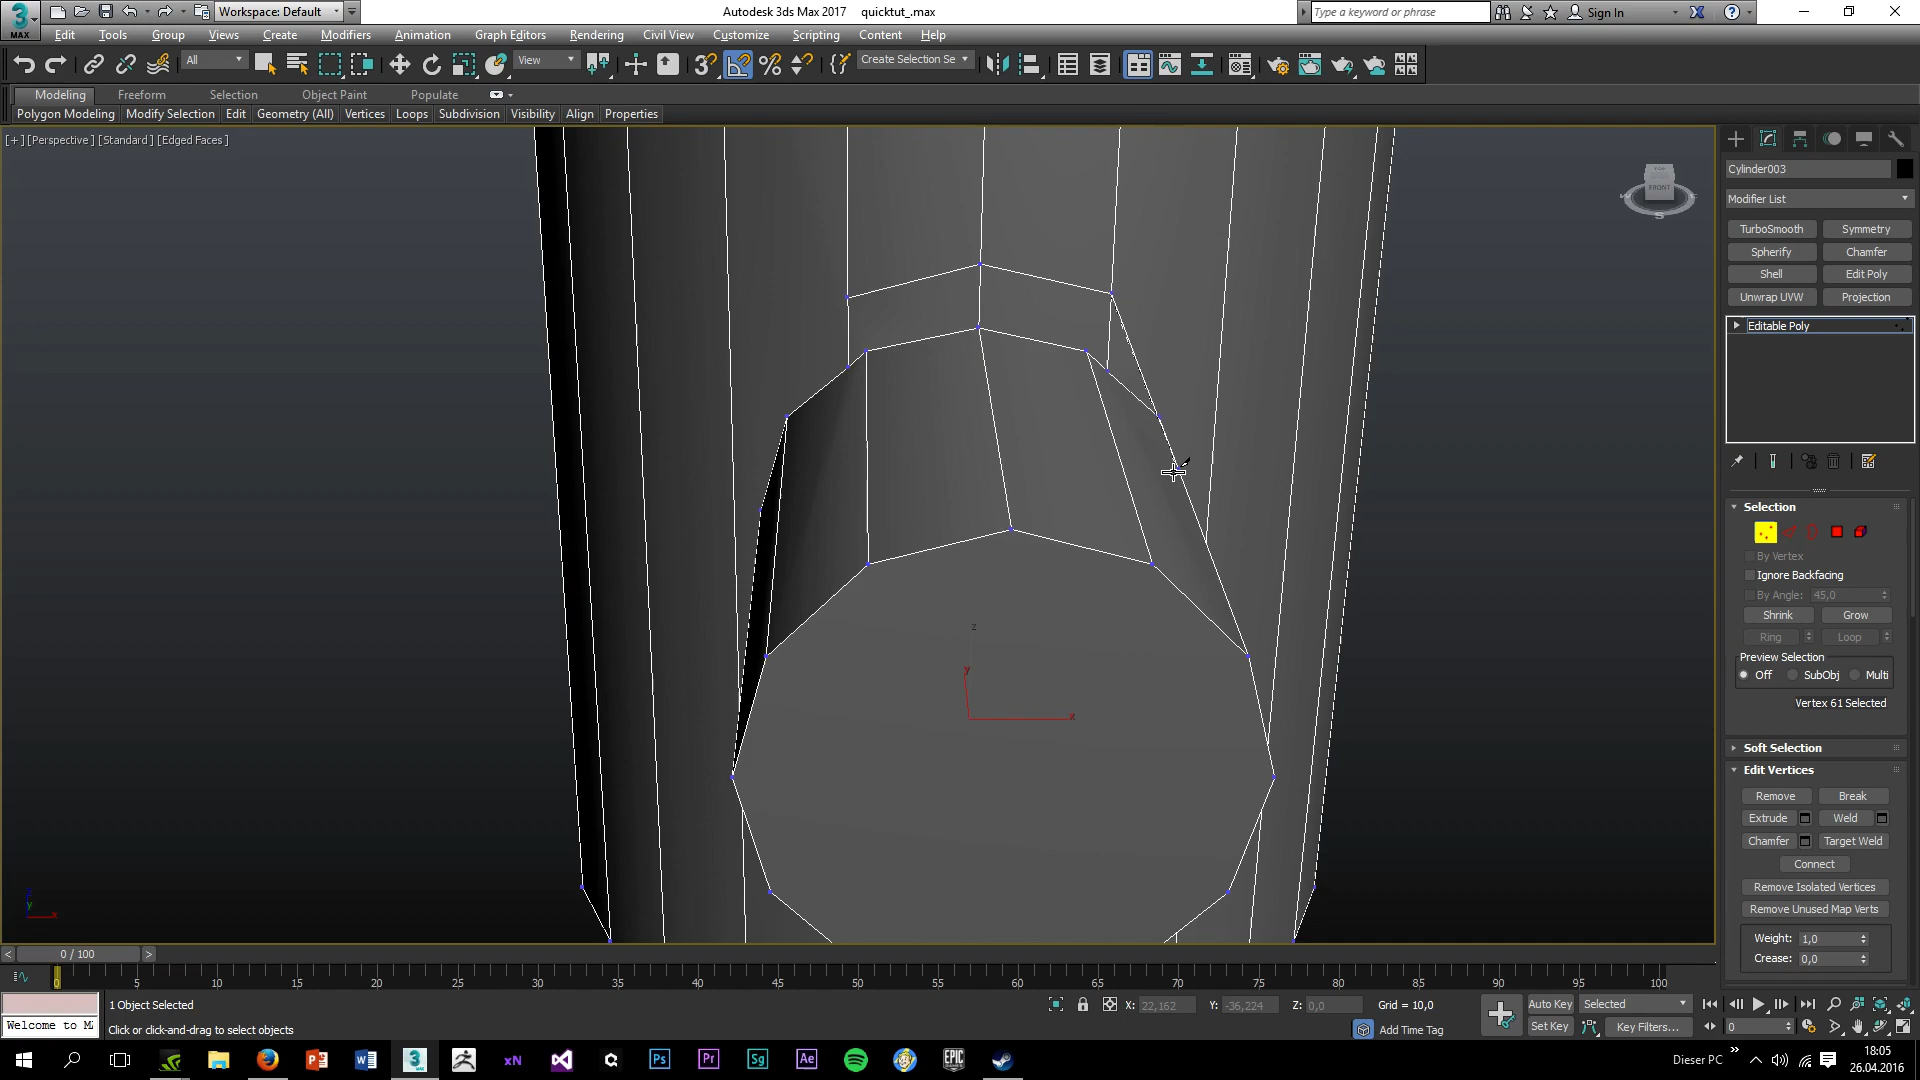 Workspace: Default
Autodesk 3ds Max 2017 quicktut_.max
Type a keyword or phrase
Sign In
MAX
Edit Tools Group Views Create Modifiers Animation Graph Editors Rendering Civil View Customize Scripting Content Help
All
View
Create Selection Se
Modeling Freeform Selection Object Paint Populate
Polygon Modeling Modify Selection Edit Geometry (All) Vertices Loops Subdivision Visibility Align Properties
[+] [Perspective] [Standard] [Edged Faces]
FRONT
S
Cylinder003
Modifier List
TurboSmooth Symmetry
Spherify Chamfer
Shell Edit Poly
Unwrap UVW Projection
Editable Poly
Selection
By Vertex
Ignore Backfacing
By Angle: 45,0
Shrink Grow
Ring Loop
Preview Selection
Off SubObj Multi
Vertex 61 Selected
Soft Selection
Edit Vertices
Remove Break
Extrude Weld
Chamfer Target Weld
Connect
Remove Isolated Vertices
Remove Unused Map Verts
Weight: 1,0
Crease: 0,0
z
y
x
z
y
x
< 0 / 100 >
0 5 10 15 20 25 30 35 40 45 50 55 60 65 70 75 80 85 90 95 100
1 Object Selected
X: 22,162 Y: -36,224 Z: 0,0 Grid = 10,0
Auto Key Selected
Welcome to M
Click or click-and-drag to select objects
Add Time Tag
Set Key Key Filters...
0
xN
Ps Pr Sg Ae
EPIC GAMES
Dieser PC
18:05
26.04.2016